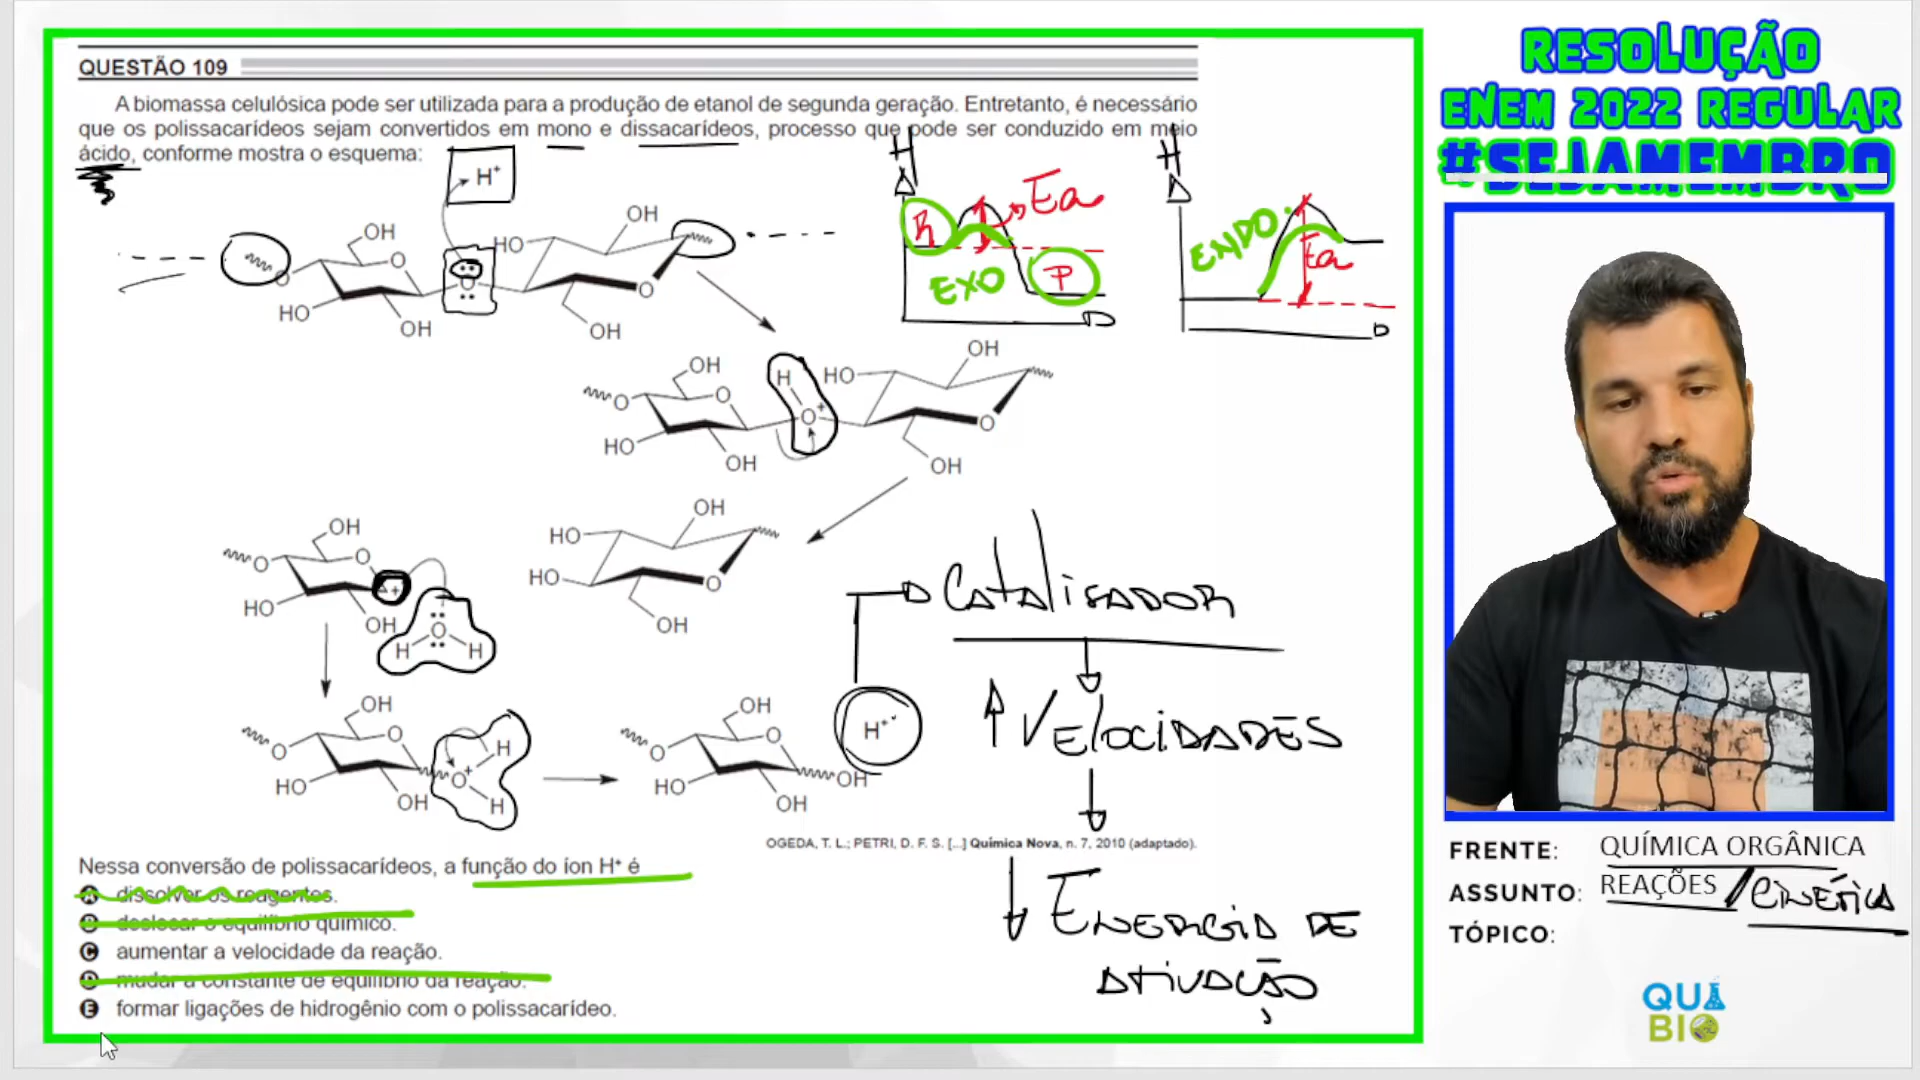 QUESTÃO 109
A biomassa celulósica pode ser utilizada para a produção de etanol de segunda geração. Entretanto, é necessário
que os polissacarídeos sejam convertidos em mono e dissacarídeos, processo que pode ser conduzido em meio
ácido, conforme mostra o esquema:
H⁺
H
H
R
Ea
EXO
P
ENDO
Ea
OH
O
O
HO
OH
O
HO
OH
O
OH
OH
O
O
HO
OH
H
O⁺
HO
OH
O
OH
OH
O
O
HO
OH
+
O
H
H
HO
OH
HO
O
OH
CATALISADOR
H⁺
↑ VELOCIDADES
OH
O
O
HO
OH
O⁺
H
H
OH
O
O
HO
OH
OH
OGEDA, T. L.; PETRI, D. F. S. [...] Química Nova, n. 7, 2010 (adaptado).
↓ ENERGIA DE
ATIVAÇÃO
Nessa conversão de polissacarídeos, a função do íon H⁺ é
A dissolver os reagentes.
B deslocar o equilíbrio químico.
C aumentar a velocidade da reação.
D mudar a constante de equilíbrio da reação.
E formar ligações de hidrogênio com o polissacarídeo.
RESOLUÇÃO
ENEM 2022 REGULAR
#SEJAMEMBRO
FRENTE: QUÍMICA ORGÂNICA
ASSUNTO: REAÇÕES / CINÉTICA
TÓPICO:
QUÍ
BIO